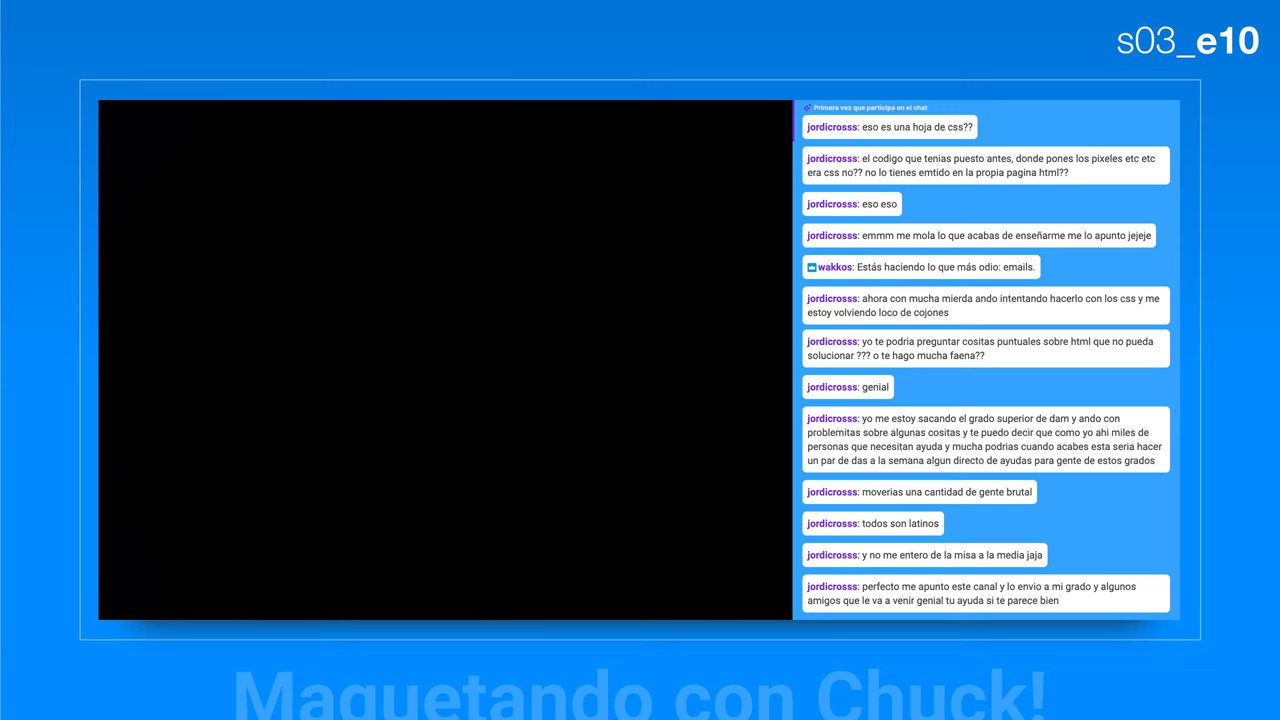 s03_e10
Primera vez que participa en el chat
jordicrosss: eso es una hoja de css??
jordicrosss: el codigo que tenias puesto antes, donde pones los pixeles etc etc
era css no?? no lo tienes emtido en la propia pagina html??
jordicrosss: eso eso
jordicrosss: emmm me mola lo que acabas de enseñarme me lo apunto jejeje
wakkos: Estás haciendo lo que más odio: emails.
jordicrosss: ahora con mucha mierda ando intentando hacerlo con los css y me
estoy volviendo loco de cojones
jordicrosss: yo te podria preguntar cositas puntuales sobre html que no pueda
solucionar ??? o te hago mucha faena??
jordicrosss: genial
jordicrosss: yo me estoy sacando el grado superior de dam y ando con
problemitas sobre algunas cositas y te puedo decir que como yo ahi miles de
personas que necesitan ayuda y mucha podrias cuando acabes esta seria hacer
un par de das a la semana algun directo de ayudas para gente de estos grados
jordicrosss: moverias una cantidad de gente brutal
jordicrosss: todos son latinos
jordicrosss: y no me entero de la misa a la media jaja
jordicrosss: perfecto me apunto este canal y lo envio a mi grado y algunos
amigos que le va a venir genial tu ayuda si te parece bien
Maquetando con Chuck!